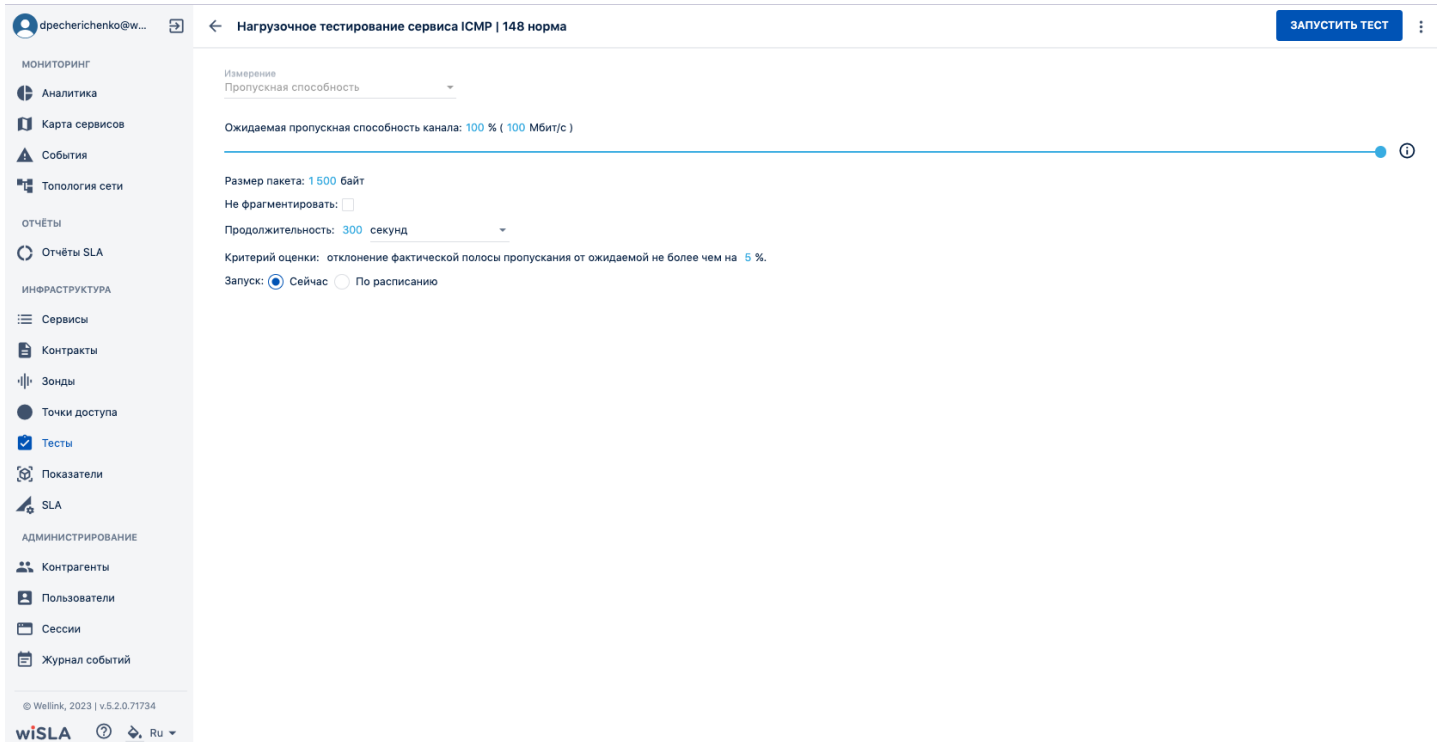 dpecherichenko@w...
МОНИТОРИНГ
Аналитика
Карта сервисов
События
Топология сети
ОТЧЁТЫ
Отчёты SLA
ИНФРАСТРУКТУРА
Сервисы
Контракты
Зонды
Точки доступа
Тесты
Показатели
SLA
АДМИНИСТРИРОВАНИЕ
Контрагенты
Пользователи
Сессии
Журнал событий
© Wellink, 2023 | v.5.2.0.71734
wiSLA Ru
Нагрузочное тестирование сервиса ICMP | 148 норма
ЗАПУСТИТЬ ТЕСТ
Измерение
Пропускная способность
Ожидаемая пропускная способность канала: 100 % ( 100 Мбит/с )
Размер пакета: 1 500 байт
Не фрагментировать:
Продолжительность: 300 секунд
Критерий оценки: отклонение фактической полосы пропускания от ожидаемой не более чем на 5 %.
Запуск: Сейчас По расписанию